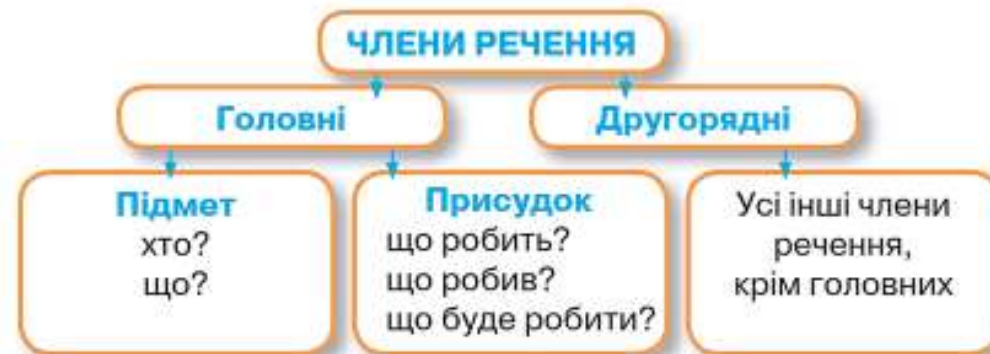 ЧЛЕНИ РЕЧЕННЯ
Головні
Другорядні
Підмет
хто?
що?
Присудок
що робить?
що робив?
що буде робити?
Усі інші члени
речення,
крім головних